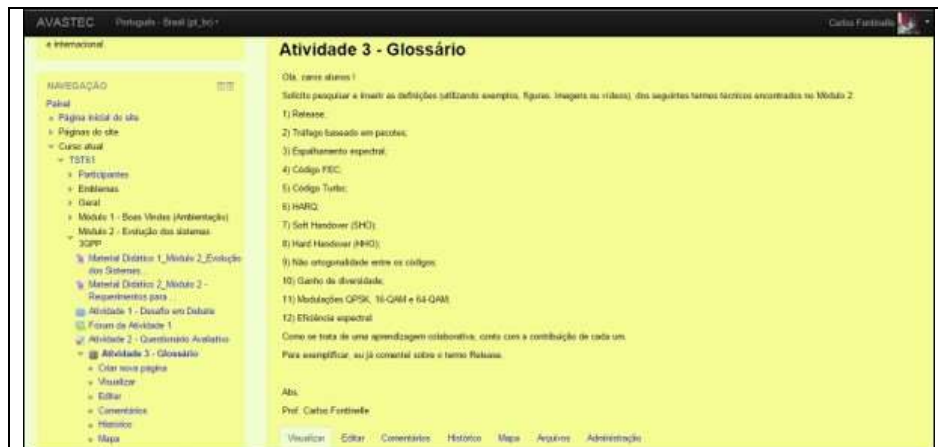 AVASTEC Português - Brasil (pt_br)
Carlos Fontinelle
e internacional.
NAVEGAÇÃO
Painel
Página inicial do site
Páginas do site
Curso atual
TST61
Participantes
Emblemas
Geral
Módulo 1 - Boas Vindas (Ambientação)
Módulo 2 - Evolução dos sistemas
3GPP
Material Didático 1_Módulo 2_Evolução
dos Sistemas...
Material Didático 2_Módulo 2 -
Requerimentos para ...
Atividade 1 - Desafio em Debate
Fórum da Atividade 1
Atividade 2 - Questionário Avaliativo
Atividade 3 - Glossário
Criar nova página
Visualizar
Editar
Comentários
Histórico
Mapa
Atividade 3 - Glossário
Olá, caros alunos !
Solicito pesquisar e inserir as definições (utilizando exemplos, figuras, imagens ou vídeos), dos seguintes termos técnicos encontrados no Módulo 2:
1) Release;
2) Tráfego baseado em pacotes;
3) Espalhamento espectral;
4) Código FEC;
5) Código Turbo;
6) HARQ;
7) Soft Handover (SHO);
8) Hard Handover (HHO);
9) Não ortogonalidade entre os códigos;
10) Ganho de diversidade;
11) Modulações QPSK, 16-QAM e 64-QAM;
12) Eficiência espectral.
Como se trata de uma aprendizagem colaborativa, conto com a contribuição de cada um.
Para exemplificar, eu já comentei sobre o termo Release.
Abs.
Prof. Carlos Fontinelle
Visualizar Editar Comentários Histórico Mapa Arquivos Administração